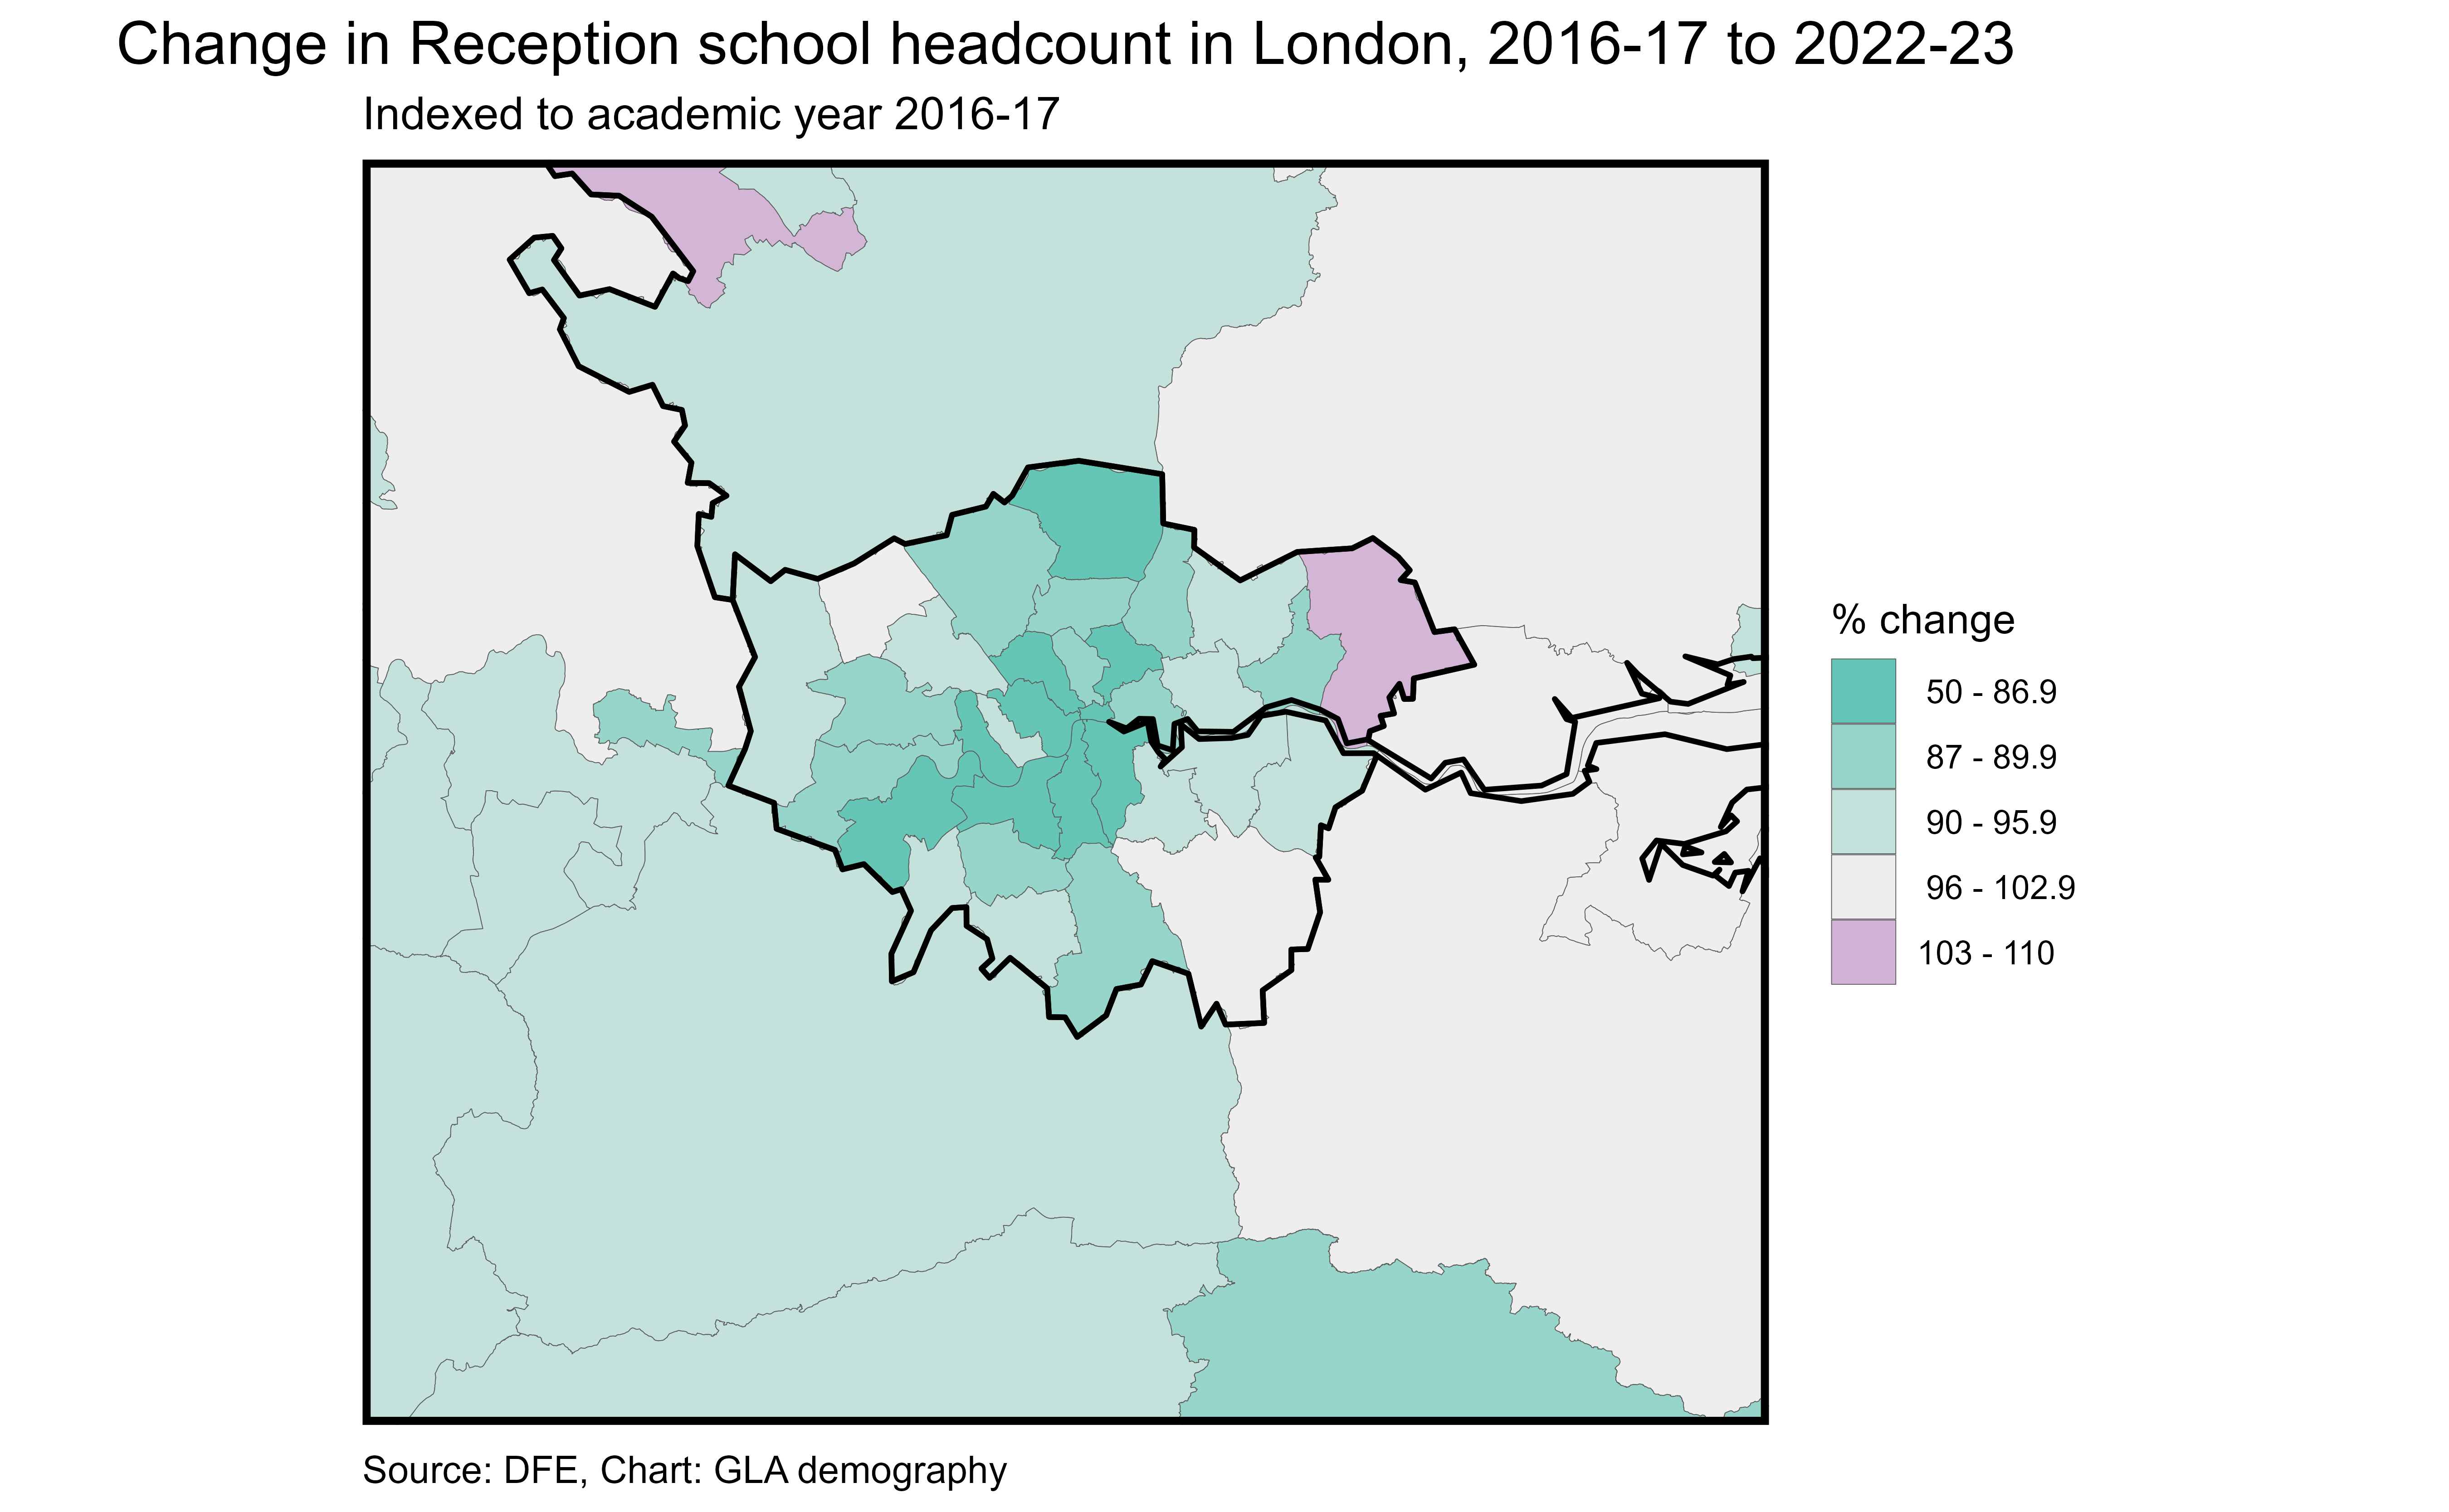 Change in Reception school headcount in London, 2016-17 to 2022-23
Indexed to academic year 2016-17
% change
50 - 86.9
87 - 89.9
90 - 95.9
96 - 102.9
103 - 110
Source: DFE, Chart: GLA demography